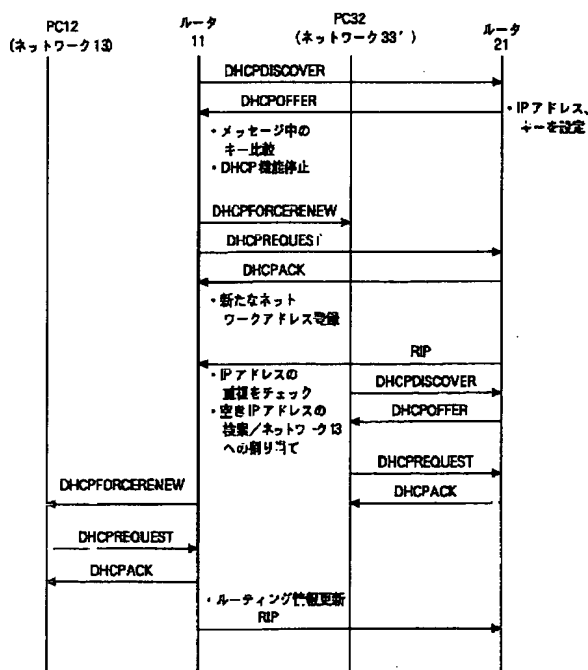 PC12
(ネットワーク13)
ルータ
11
PC32
(ネットワーク33′)
ルータ
21
DHCPDISCOVER
DHCPOFFER
・IPアドレス、
キーを設定
・メッセージ中の
キー比較
・DHCP機能停止
DHCPFORCERENEW
DHCPREQUEST
DHCPACK
・新たなネット
ワークアドレス登録
RIP
・IPアドレスの
重複をチェック
・空きIPアドレスの
検索/ネットワーク13
への割り当て
DHCPDISCOVER
DHCPOFFER
DHCPREQUEST
DHCPACK
DHCPFORCERENEW
DHCPREQUEST
DHCPACK
・ルーティング情報更新
RIP